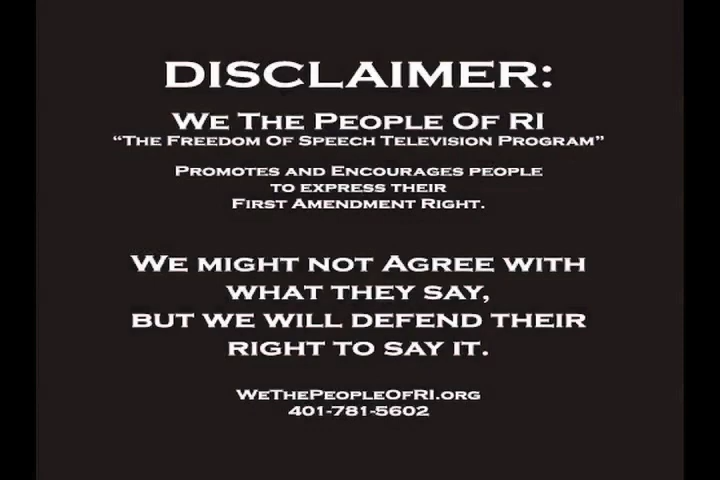 DISCLAIMER:
WE THE PEOPLE OF RI
“THE FREEDOM OF SPEECH TELEVISION PROGRAM”
PROMOTES AND ENCOURAGES PEOPLE
TO EXPRESS THEIR
FIRST AMENDMENT RIGHT.
WE MIGHT NOT AGREE WITH
WHAT THEY SAY,
BUT WE WILL DEFEND THEIR
RIGHT TO SAY IT.
WETHEPEOPLEOFRI.ORG
401-781-5602